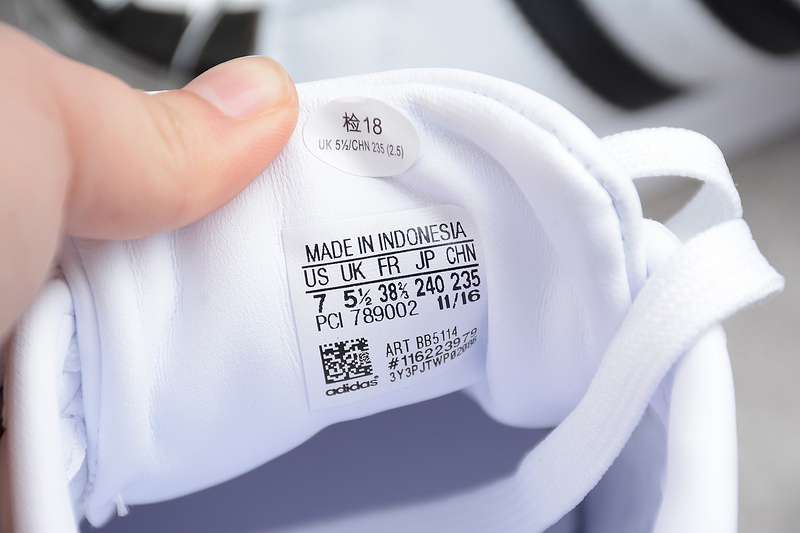 检18
UK 5½/CHN 235 (2.5)
MADE IN INDONESIA
US UK FR JP CHN
7 5½ 38⅔ 240 235
PCI 789002 11/16
ART BB5114
#116223979
3Y3PJTWP02086
adidas